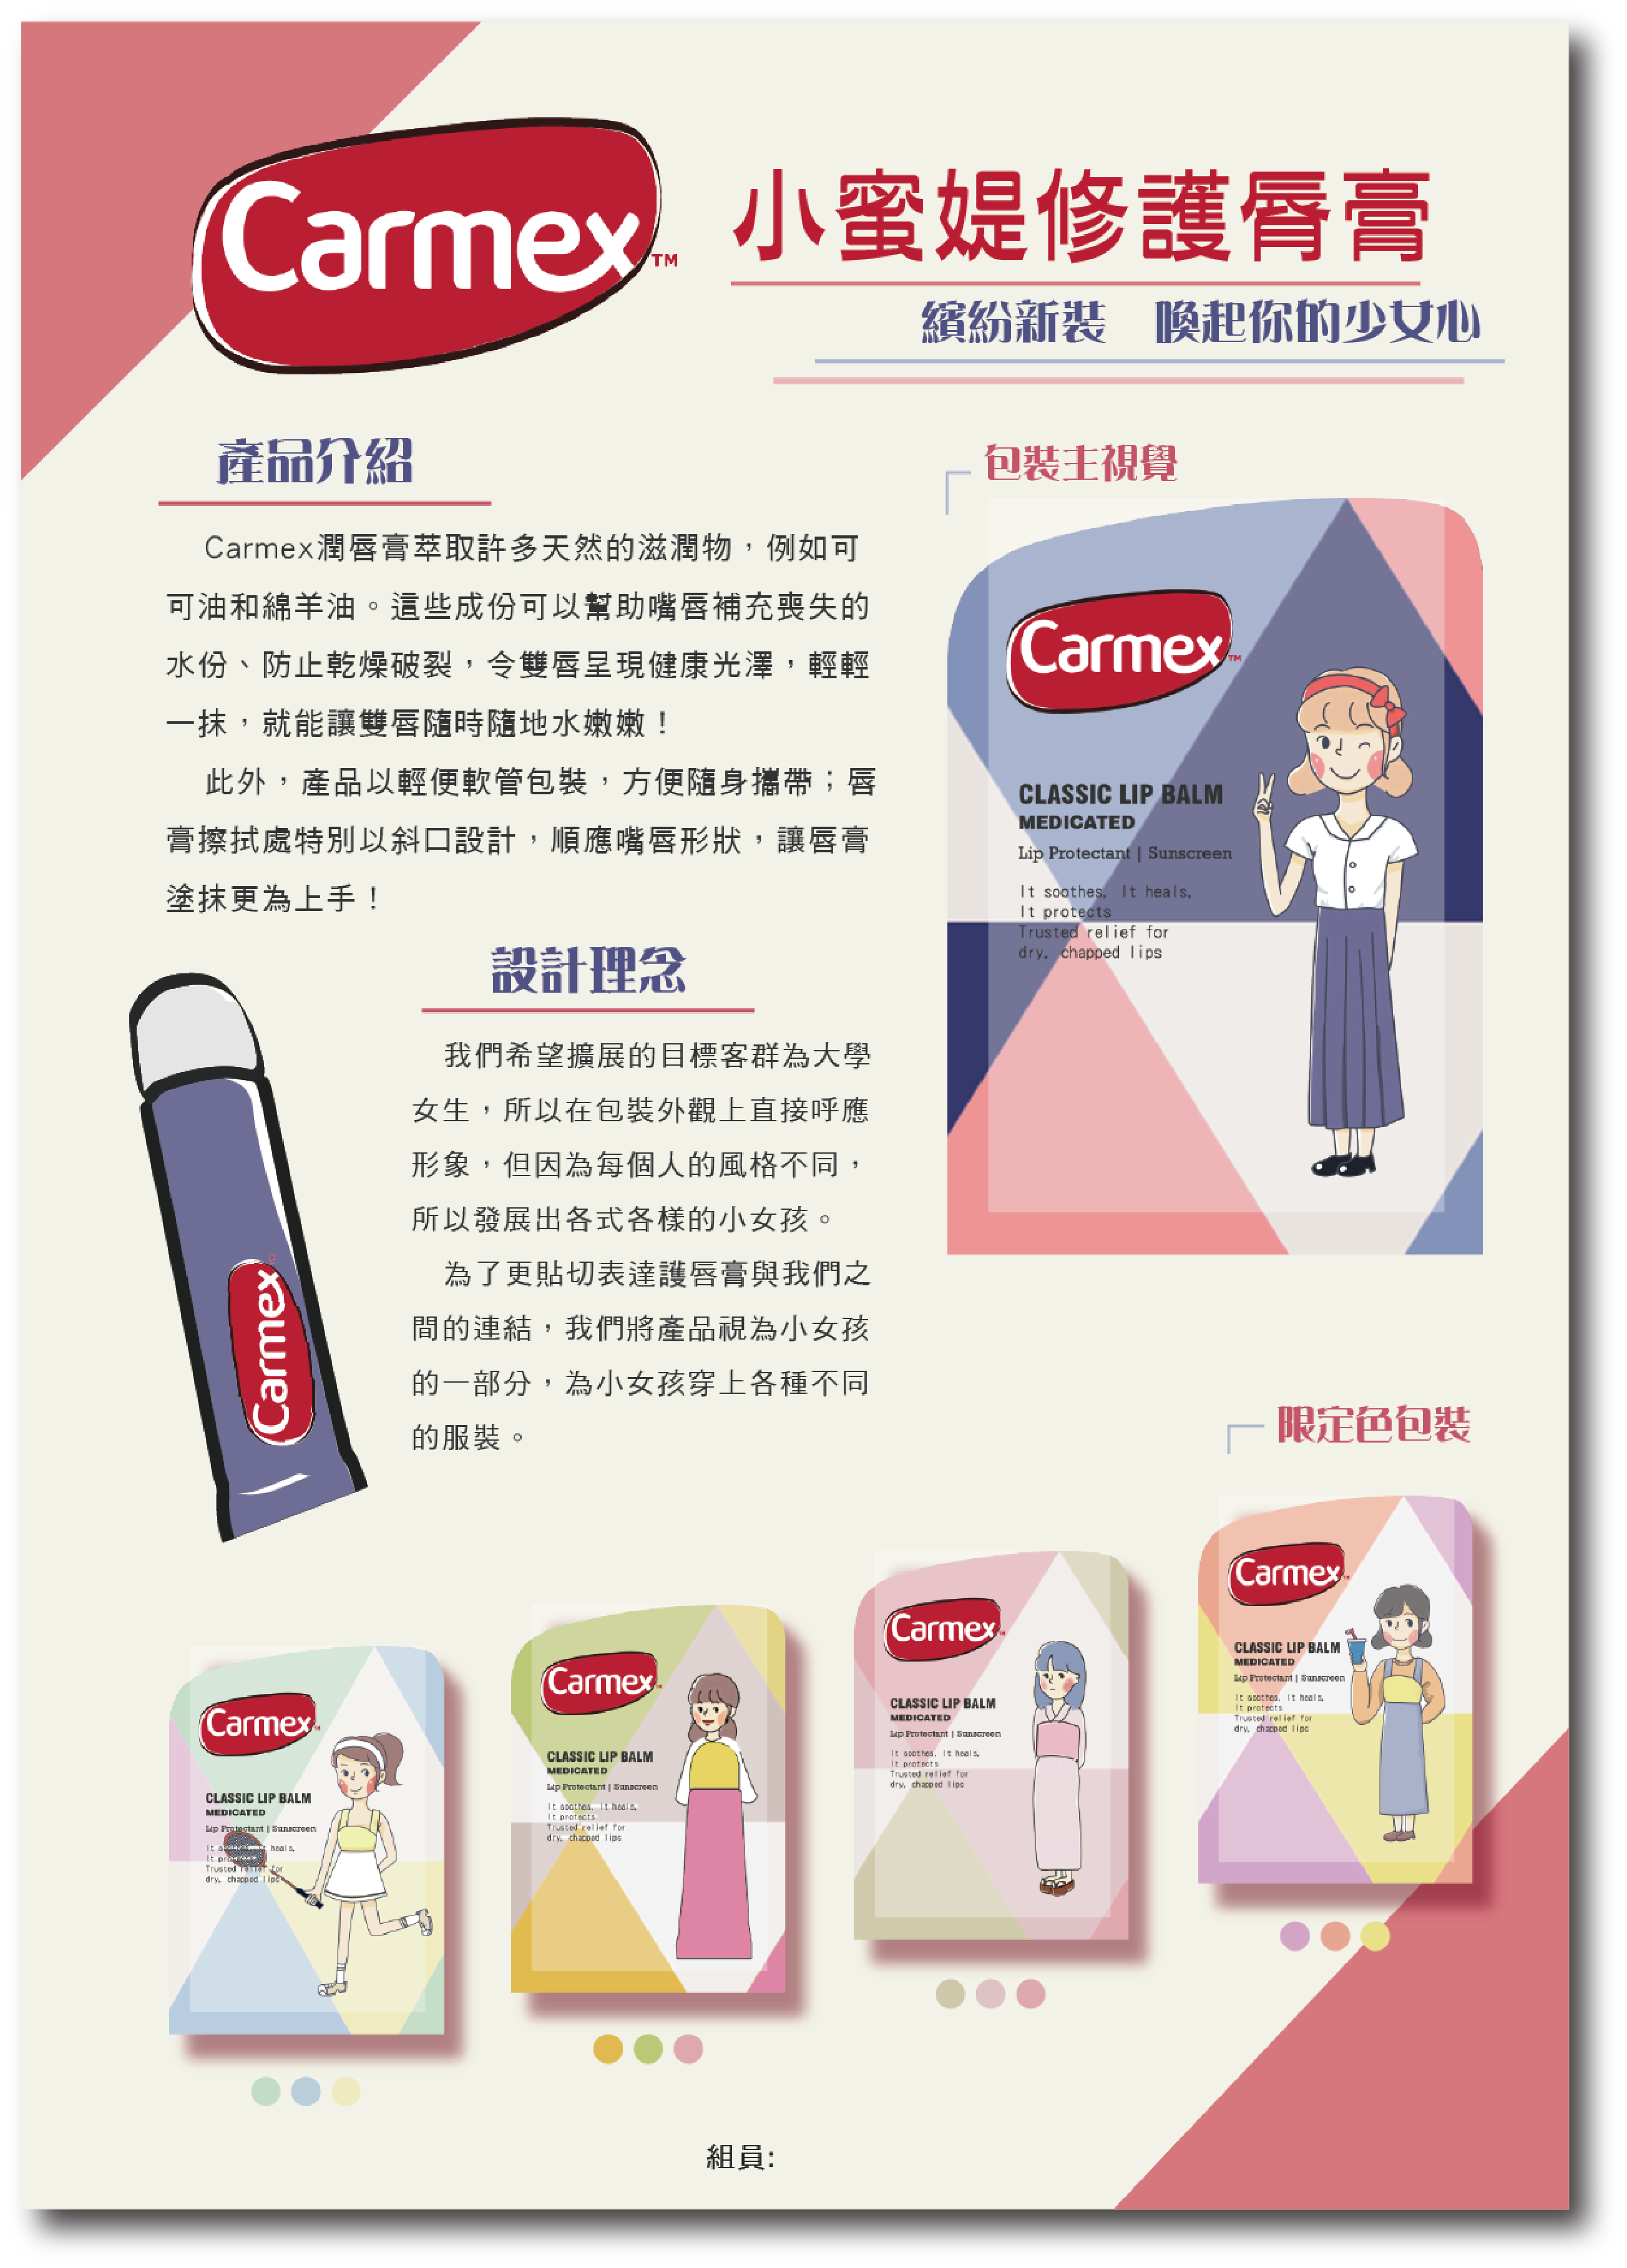 Carmex™
小蜜媞修護唇膏
繽紛新裝　喚起你的少女心
產品介紹
Carmex潤唇膏萃取許多天然的滋潤物，例如可
可油和綿羊油。這些成份可以幫助嘴唇補充喪失的
水份、防止乾燥破裂，令雙唇呈現健康光澤，輕輕
一抹，就能讓雙唇隨時隨地水嫩嫩！
此外，產品以輕便軟管包裝，方便隨身攜帶；唇
膏擦拭處特別以斜口設計，順應嘴唇形狀，讓唇膏
塗抹更為上手！
包裝主視覺
Carmex™
CLASSIC LIP BALM
MEDICATED
Lip Protectant | Sunscreen
It soothes, It heals,
It protects
Trusted relief for
dry, chapped lips
設計理念
我們希望擴展的目標客群為大學
女生，所以在包裝外觀上直接呼應
形象，但因為每個人的風格不同，
所以發展出各式各樣的小女孩。
為了更貼切表達護唇膏與我們之
間的連結，我們將產品視為小女孩
的一部分，為小女孩穿上各種不同
的服裝。
Carmex
限定色包裝
Carmex
CLASSIC LIP BALM
MEDICATED
Lip Protectant | Sunscreen
It heals,
It
Trusted relief for
dry, chapped lips
Carmex
CLASSIC LIP BALM
MEDICATED
Lip Protectant | Sunscreen
It soothes, It heals,
It protects
Trusted relief for
dry, chapped lips
Carmex
CLASSIC LIP BALM
MEDICATED
Lip Protectant | Sunscreen
It soothes, It heals,
It protects
Trusted relief for
dry, chapped lips
Carmex
CLASSIC LIP BALM
MEDICATED
Lip Protectant | Sunscreen
It soothes, It heals,
It protects
Trusted relief for
dry, chapped lips
組員: